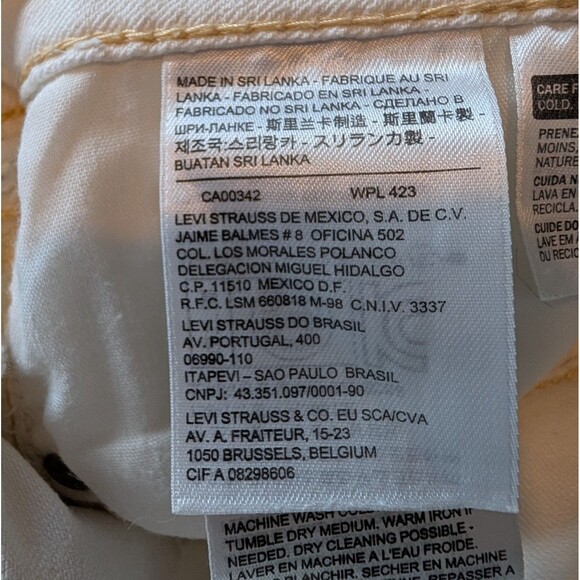 MADE IN SRI LANKA - FABRIQUE AU SRI
LANKA - FABRICADO EN SRI LANKA -
FABRICADO NO SRI LANKA - СДЕЛАНО В
ШРИ-ЛАНКЕ - 斯里兰卡制造 - 斯里蘭卡製造 -
제조국:스리랑카 - スリランカ製 -
BUATAN SRI LANKA
CA00342 WPL 423
LEVI STRAUSS DE MEXICO, S.A. DE C.V.
JAIME BALMES # 8 OFICINA 502
COL. LOS MORALES POLANCO
DELEGACION MIGUEL HIDALGO
C.P. 11510 MEXICO D.F.
R.F.C. LSM 660818 M-98 C.N.I.V. 3337
LEVI STRAUSS DO BRASIL
AV. PORTUGAL, 400
06990-110
ITAPEVI – SAO PAULO BRASIL
CNPJ: 43.351.097/0001-90
LEVI STRAUSS & CO. EU SCA/CVA
AV. A. FRAITEUR, 15-23
1050 BRUSSELS, BELGIUM
CIF A 08298606
MACHINE WASH COLD
TUMBLE DRY MEDIUM. WARM IRON IF
NEEDED. DRY CLEANING POSSIBLE -
LAVER EN MACHINE A L'EAU FROIDE.
BLANCHIR. SECHER EN MACHINE
REPASSER A
CARE F
COLD.
PRENE
MOINS,
NATURE
CUIDA N
LAVA EN
RECICLA.
CUIDE DO
LAVE EM
OU RECIC